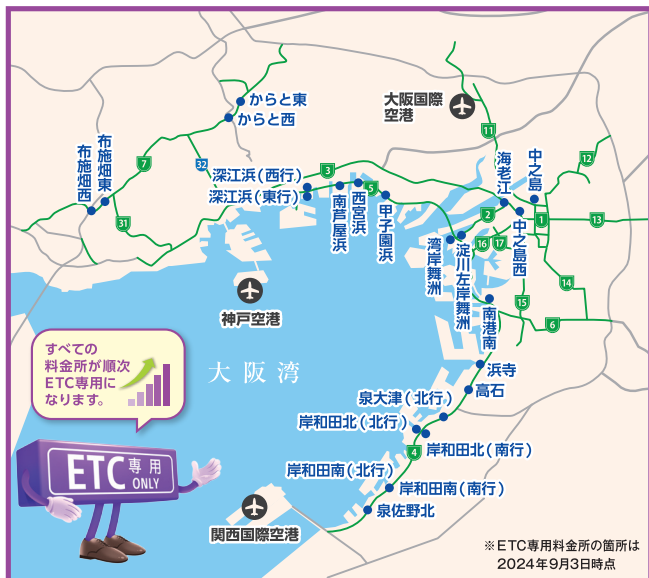 からと東
からと西
大阪国際
空港
11
布施畑東
布施畑西
7
32
31
深江浜(西行)
深江浜(東行)
3
5
南芦屋浜
西宮浜
甲子園浜
海老江
中之島
12
2
1
13
中之島西
16
17
湾岸舞洲
淀川左岸舞洲
14
15
南港南
6
神戸空港
すべての
料金所が順次
ETC専用に
なります。
大阪湾
浜寺
高石
泉大津(北行)
岸和田北(北行)
岸和田北(南行)
4
岸和田南(北行)
岸和田南(南行)
泉佐野北
ETC専用
ONLY
関西国際空港
※ETC専用料金所の箇所は
2024年9月3日時点